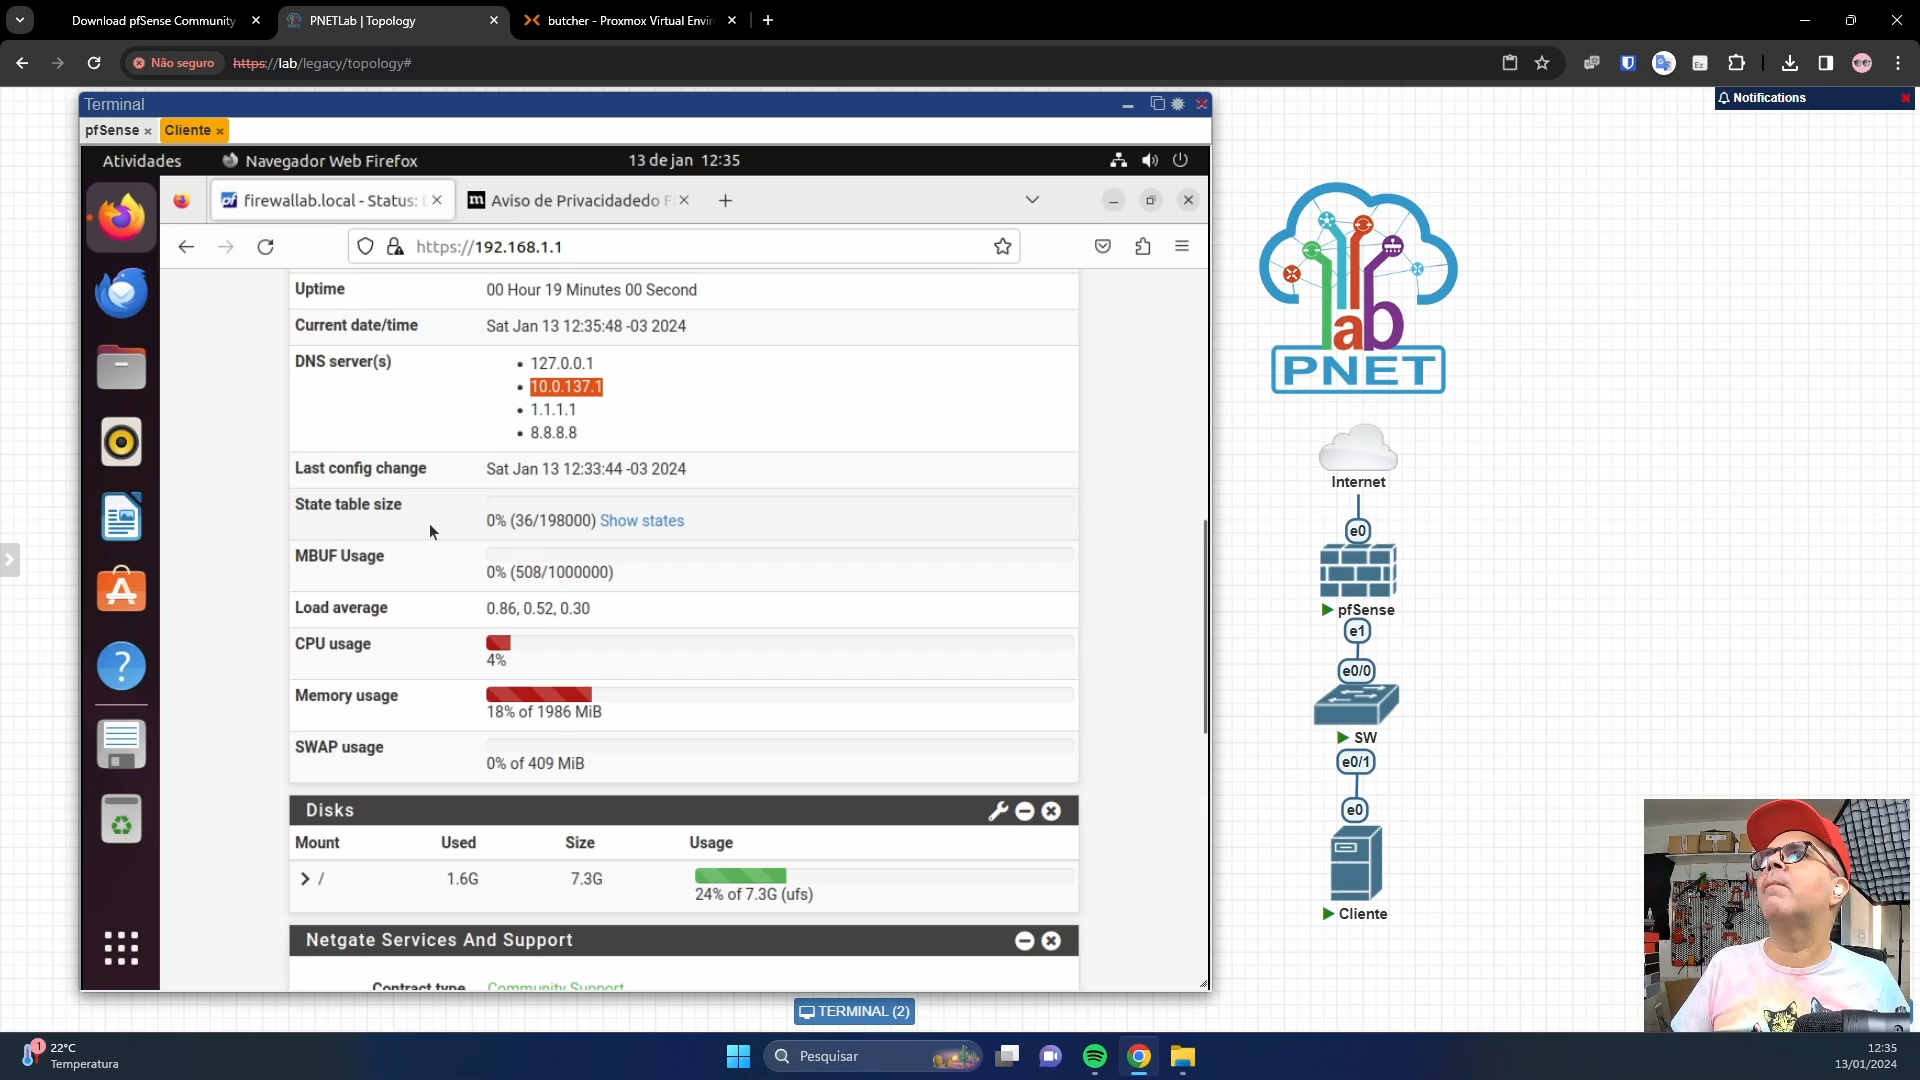 Download pfSense Community
PNETLab | Topology
butcher - Proxmox Virtual Envir
Não seguro
https://lab/legacy/topology#
Ez
Terminal
Notifications
pfSense
Cliente
Atividades
Navegador Web Firefox
13 de jan 12:35
pf
firewallab.local - Status: D
m
Aviso de Privacidadedo F
https://192.168.1.1
Uptime
00 Hour 19 Minutes 00 Second
Current date/time
Sat Jan 13 12:35:48 -03 2024
DNS server(s)
• 127.0.0.1
• 10.0.137.1
• 1.1.1.1
• 8.8.8.8
Last config change
Sat Jan 13 12:33:44 -03 2024
State table size
0% (36/198000) Show states
MBUF Usage
0% (508/1000000)
Load average
0.86, 0.52, 0.30
CPU usage
4%
Memory usage
18% of 1986 MiB
SWAP usage
0% of 409 MiB
Disks
Mount Used Size Usage
/ 1.6G 7.3G
24% of 7.3G (ufs)
Netgate Services And Support
Contract type
Community Support
lab
PNET
Internet
e0
pfSense
e1
e0/0
SW
e0/1
e0
Cliente
TERMINAL (2)
1
22°C
Temperatura
Pesquisar
12:35
13/01/2024